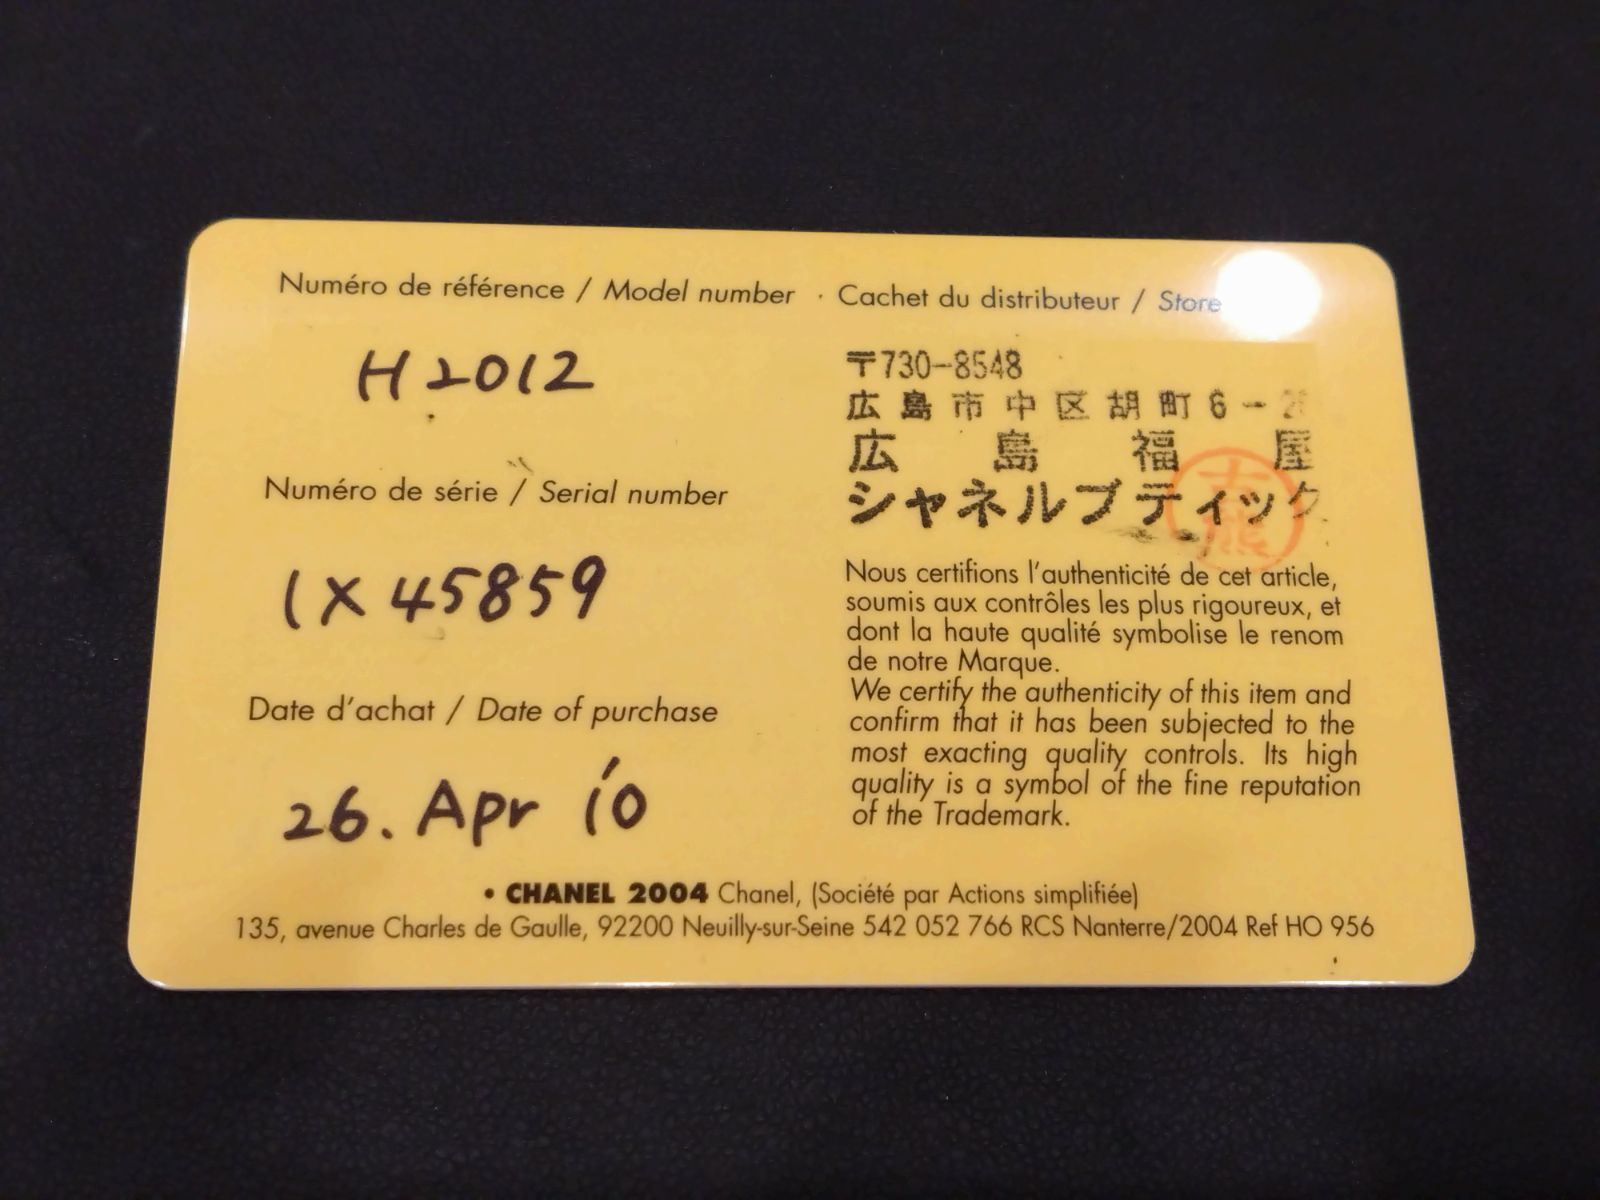 Numéro de référence / Model number
H2012
Numéro de série / Serial number
1X45859
Date d'achat / Date of purchase
26. Apr '10
Cachet du distributeur / Store
〒730-8548
広島市中区胡町6-26
広島福屋
シャネルブティック
Nous certifions l'authenticité de cet article,
soumis aux contrôles les plus rigoureux, et
dont la haute qualité symbolise le renom
de notre Marque.
We certify the authenticity of this item and
confirm that it has been subjected to the
most exacting quality controls. Its high
quality is a symbol of the fine reputation
of the Trademark.
• CHANEL 2004 Chanel, (Société par Actions simplifiée)
135, avenue Charles de Gaulle, 92200 Neuilly-sur-Seine 542 052 766 RCS Nanterre/2004 Ref HO 956